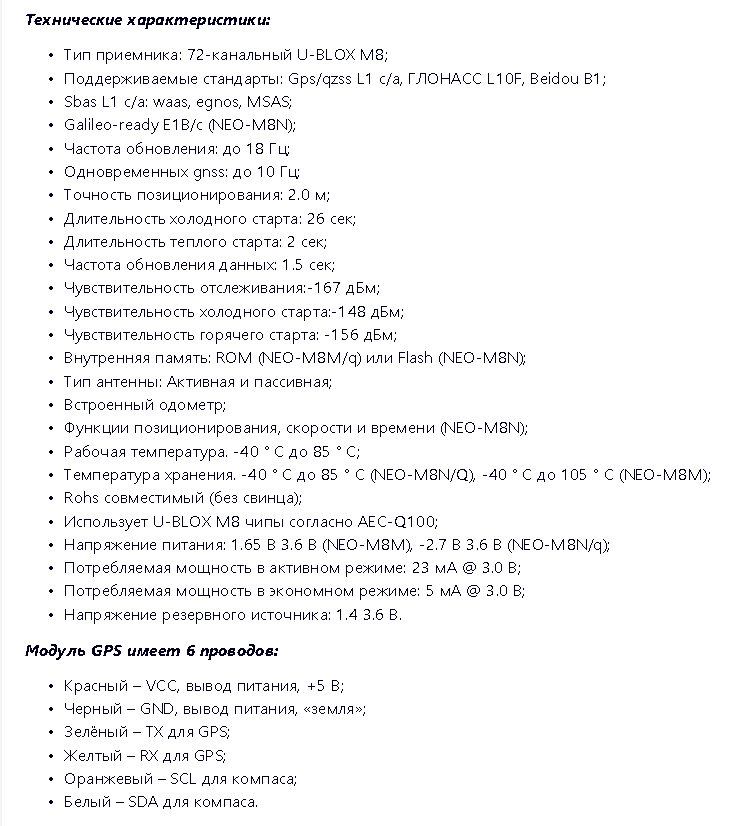 Технические характеристики:
• Тип приемника: 72-канальный U-BLOX M8;
• Поддерживаемые стандарты: Gps/qzss L1 c/a, ГЛОНАСС L10F, Beidou B1;
• Sbas L1 c/a: waas, egnos, MSAS;
• Galileo-ready E1B/c (NEO-M8N);
• Частота обновления: до 18 Гц;
• Одновременных gnss: до 10 Гц;
• Точность позиционирования: 2.0 м;
• Длительность холодного старта: 26 сек;
• Длительность теплого старта: 2 сек;
• Частота обновления данных: 1.5 сек;
• Чувствительность отслеживания:-167 дБм;
• Чувствительность холодного старта:-148 дБм;
• Чувствительность горячего старта: -156 дБм;
• Внутренняя память: ROM (NEO-M8M/q) или Flash (NEO-M8N);
• Тип антенны: Активная и пассивная;
• Встроенный одометр;
• Функции позиционирования, скорости и времени (NEO-M8N);
• Рабочая температура. -40 ° C до 85 ° C;
• Температура хранения. -40 ° C до 85 ° C (NEO-M8N/Q), -40 ° C до 105 ° C (NEO-M8M);
• Rohs совместимый (без свинца);
• Использует U-BLOX M8 чипы согласно AEC-Q100;
• Напряжение питания: 1.65 В 3.6 В (NEO-M8M), -2.7 В 3.6 В (NEO-M8N/q);
• Потребляемая мощность в активном режиме: 23 мА @ 3.0 В;
• Потребляемая мощность в экономном режиме: 5 мА @ 3.0 В;
• Напряжение резервного источника: 1.4 3.6 В.
Модуль GPS имеет 6 проводов:
• Красный – VCC, вывод питания, +5 В;
• Черный – GND, вывод питания, «земля»;
• Зелёный – TX для GPS;
• Желтый – RX для GPS;
• Оранжевый – SCL для компаса;
• Белый – SDA для компаса.